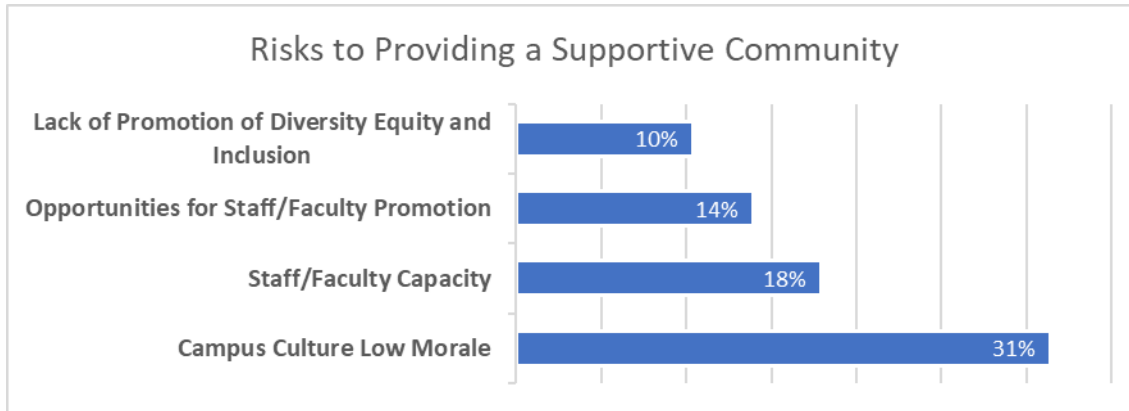 Risks to Providing a Supportive Community
Lack of Promotion of Diversity Equity and
Inclusion
10%
Opportunities for Staff/Faculty Promotion
14%
Staff/Faculty Capacity
18%
Campus Culture Low Morale
31%